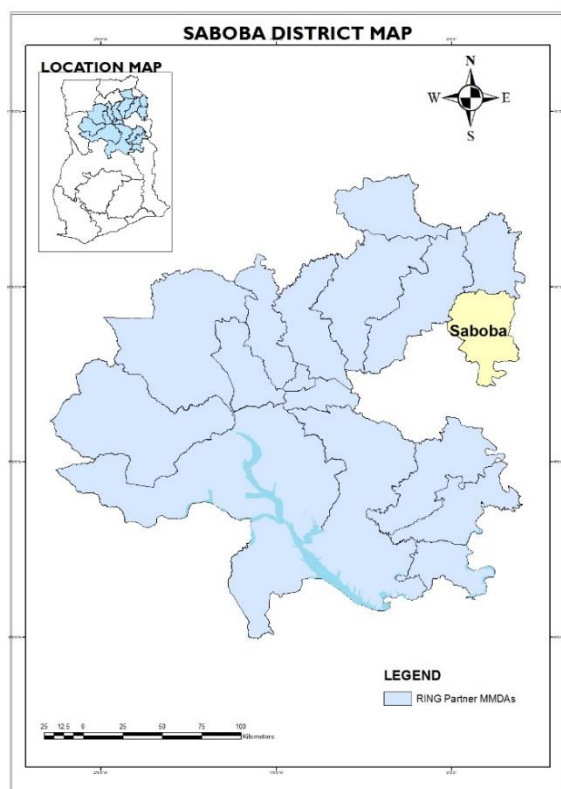 SABOBA DISTRICT MAP
LOCATION MAP
N
W E
S
Saboba
LEGEND
RING Partner MMDAs
25 12.5 0 25 50 75 100
Kilometers